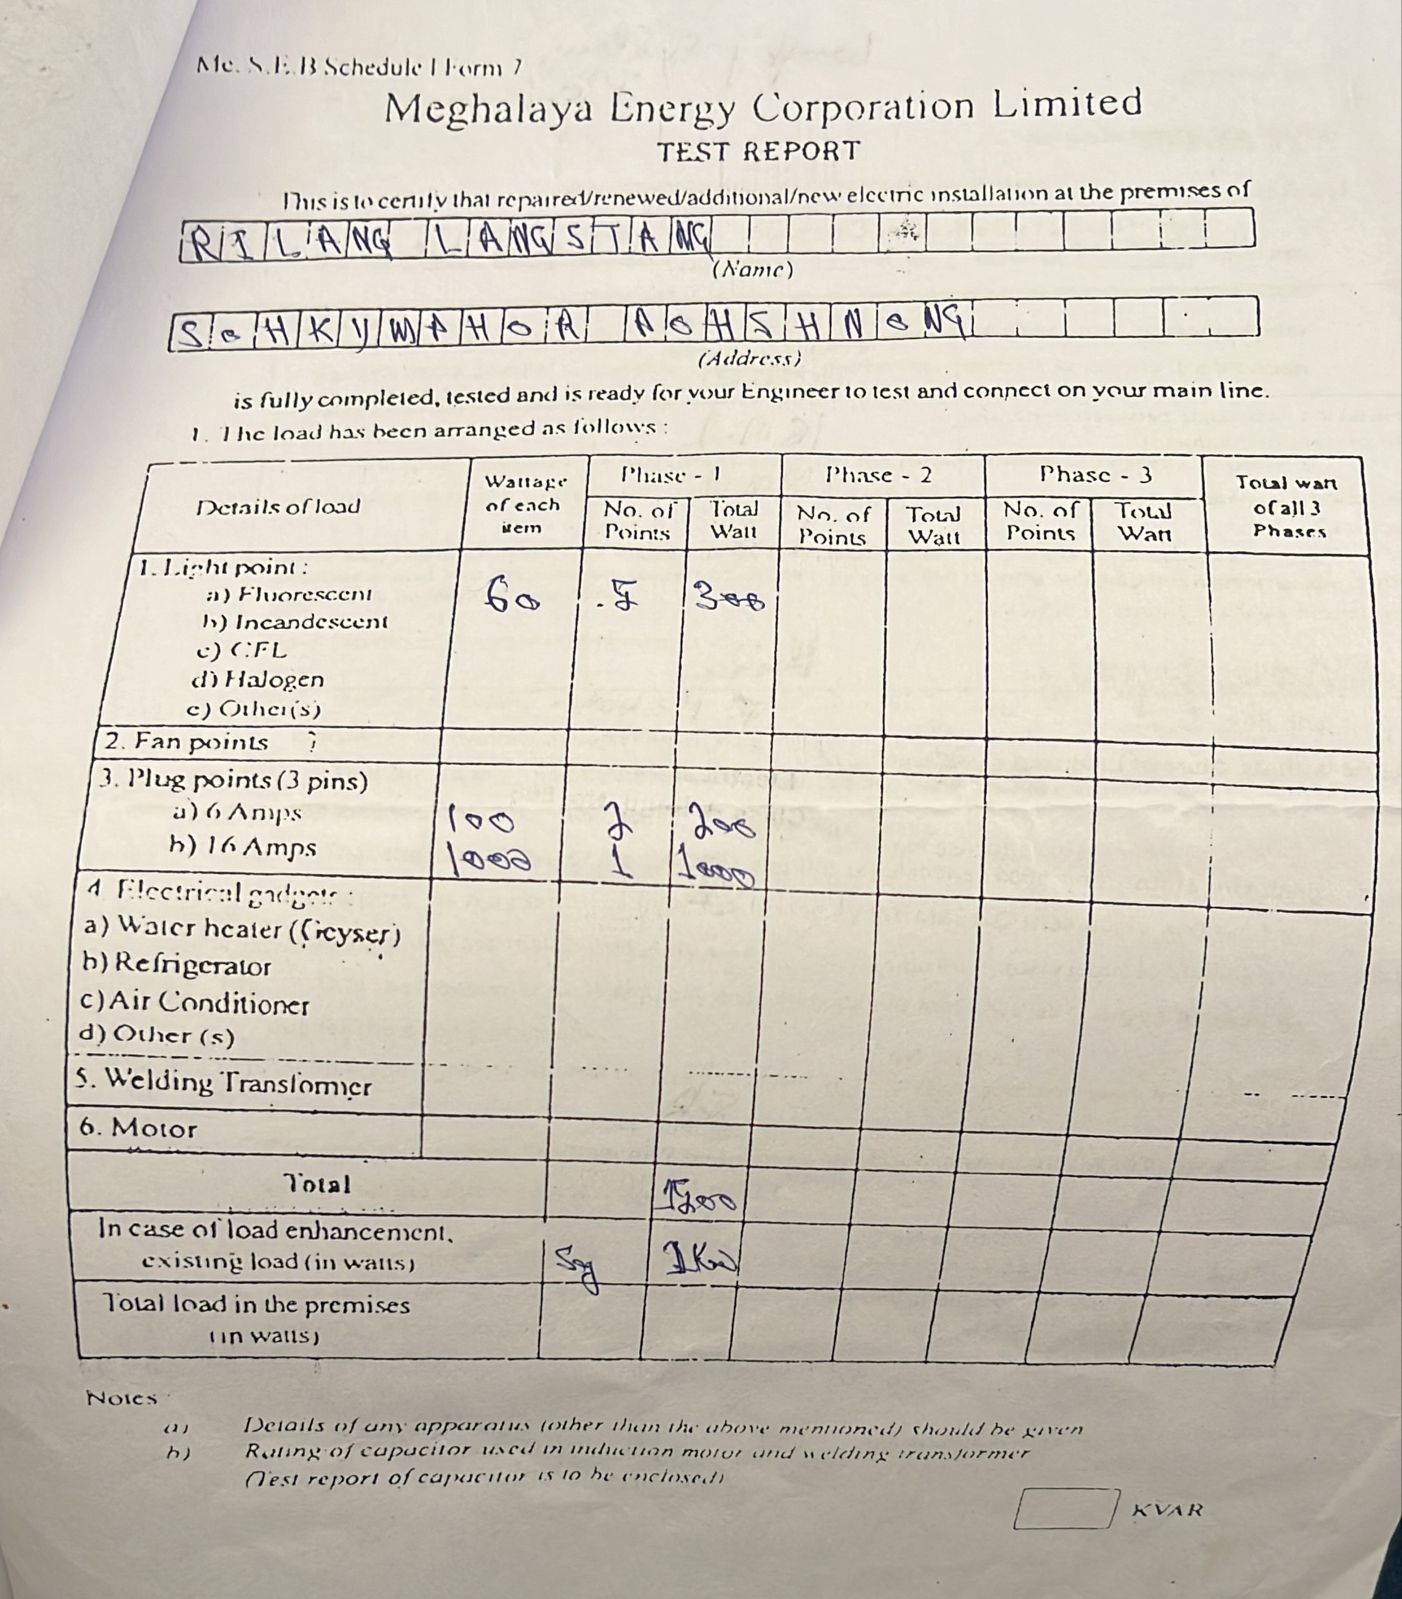 Me. S.E.B Schedule I Form 7
Meghalaya Energy Corporation Limited
TEST REPORT
This is to certify that repaired/renewed/additional/new electric installation at the premises of
RILANG LANGSTANG
(Name)
SOHKYMPHOR POHSHNONG
(Address)
is fully completed, tested and is ready for your Engineer to test and connect on your main line.
1. The load has been arranged as follows :
Details of load Wattage of each item Phase - 1 Phase - 2 Phase - 3 Total watt of all 3 Phases
No. of Points Total Watt No. of Points Total Watt No. of Points Total Watt
1. Light point :
a) Fluorescent 60 5 300
b) Incandescent
c) CFL
d) Halogen
e) Other(s)
2. Fan points
3. Plug points (3 pins)
a) 6 Amps 100 2 200
b) 16 Amps 1000 1 1000
4. Electrical gadgets :
a) Water heater (Geyser)
b) Refrigerator
c) Air Conditioner
d) Other (s)
5. Welding Transformer
6. Motor
Total 1500
In case of load enhancement,
existing load (in watts) Sy 1Kw
Total load in the premises
(in watts)
Notes
a) Details of any apparatus (other than the above mentioned) should be given
b) Rating of capacitor used in induction motor and welding transformer
(Test report of capacitor is to be enclosed)
KVAR